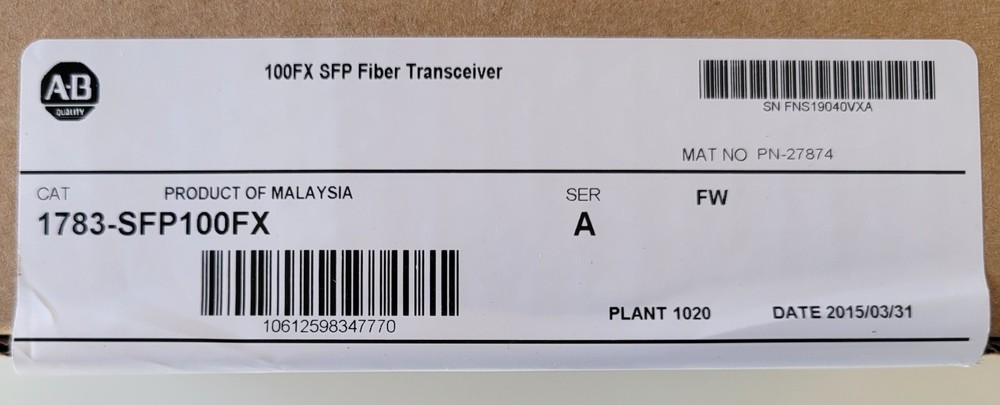 A-B
QUALITY
100FX SFP Fiber Transceiver
SN FNS19040VXA
MAT NO PN-27874
CAT PRODUCT OF MALAYSIA SER FW
1783-SFP100FX A
10612598347770
PLANT 1020 DATE 2015/03/31